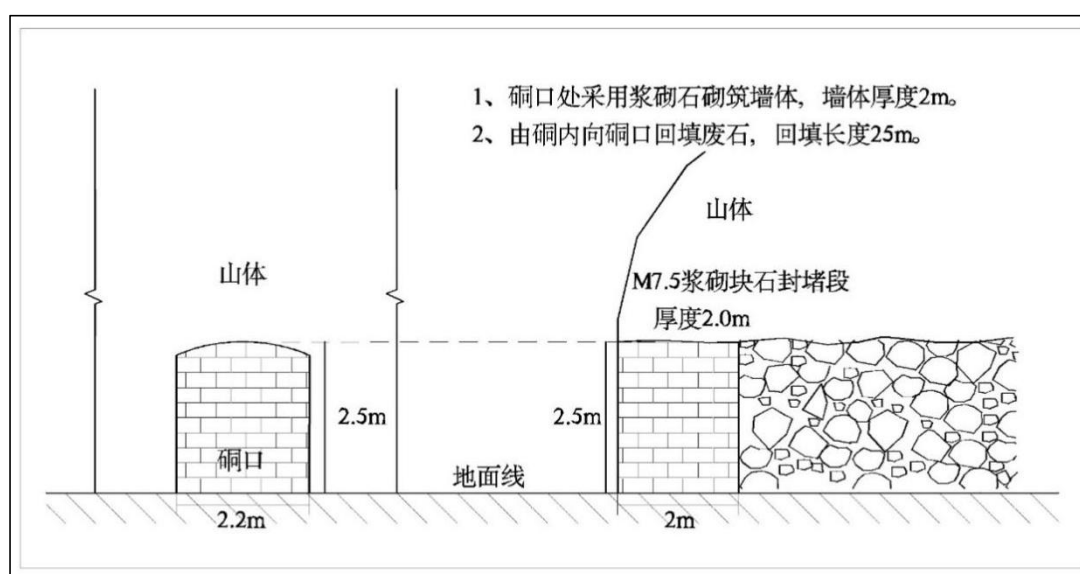 1、硐口处采用浆砌石砌筑墙体，墙体厚度2m。
2、由硐内向硐口回填废石，回填长度25m。
山体
山体
M7.5浆砌块石封堵段
厚度2.0m
2.5m
2.5m
硐口
地面线
2.2m
2m